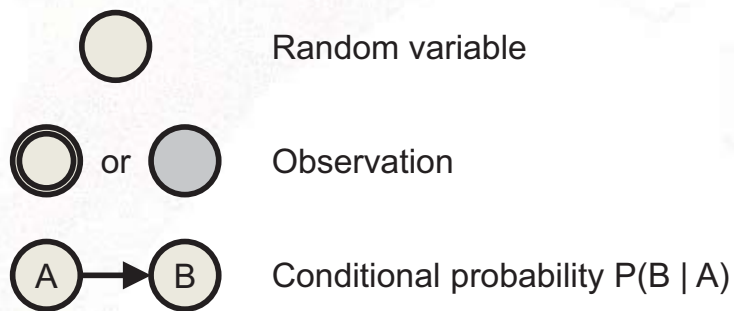 Random variable
or
Observation
A
B
Conditional probability P(B | A)